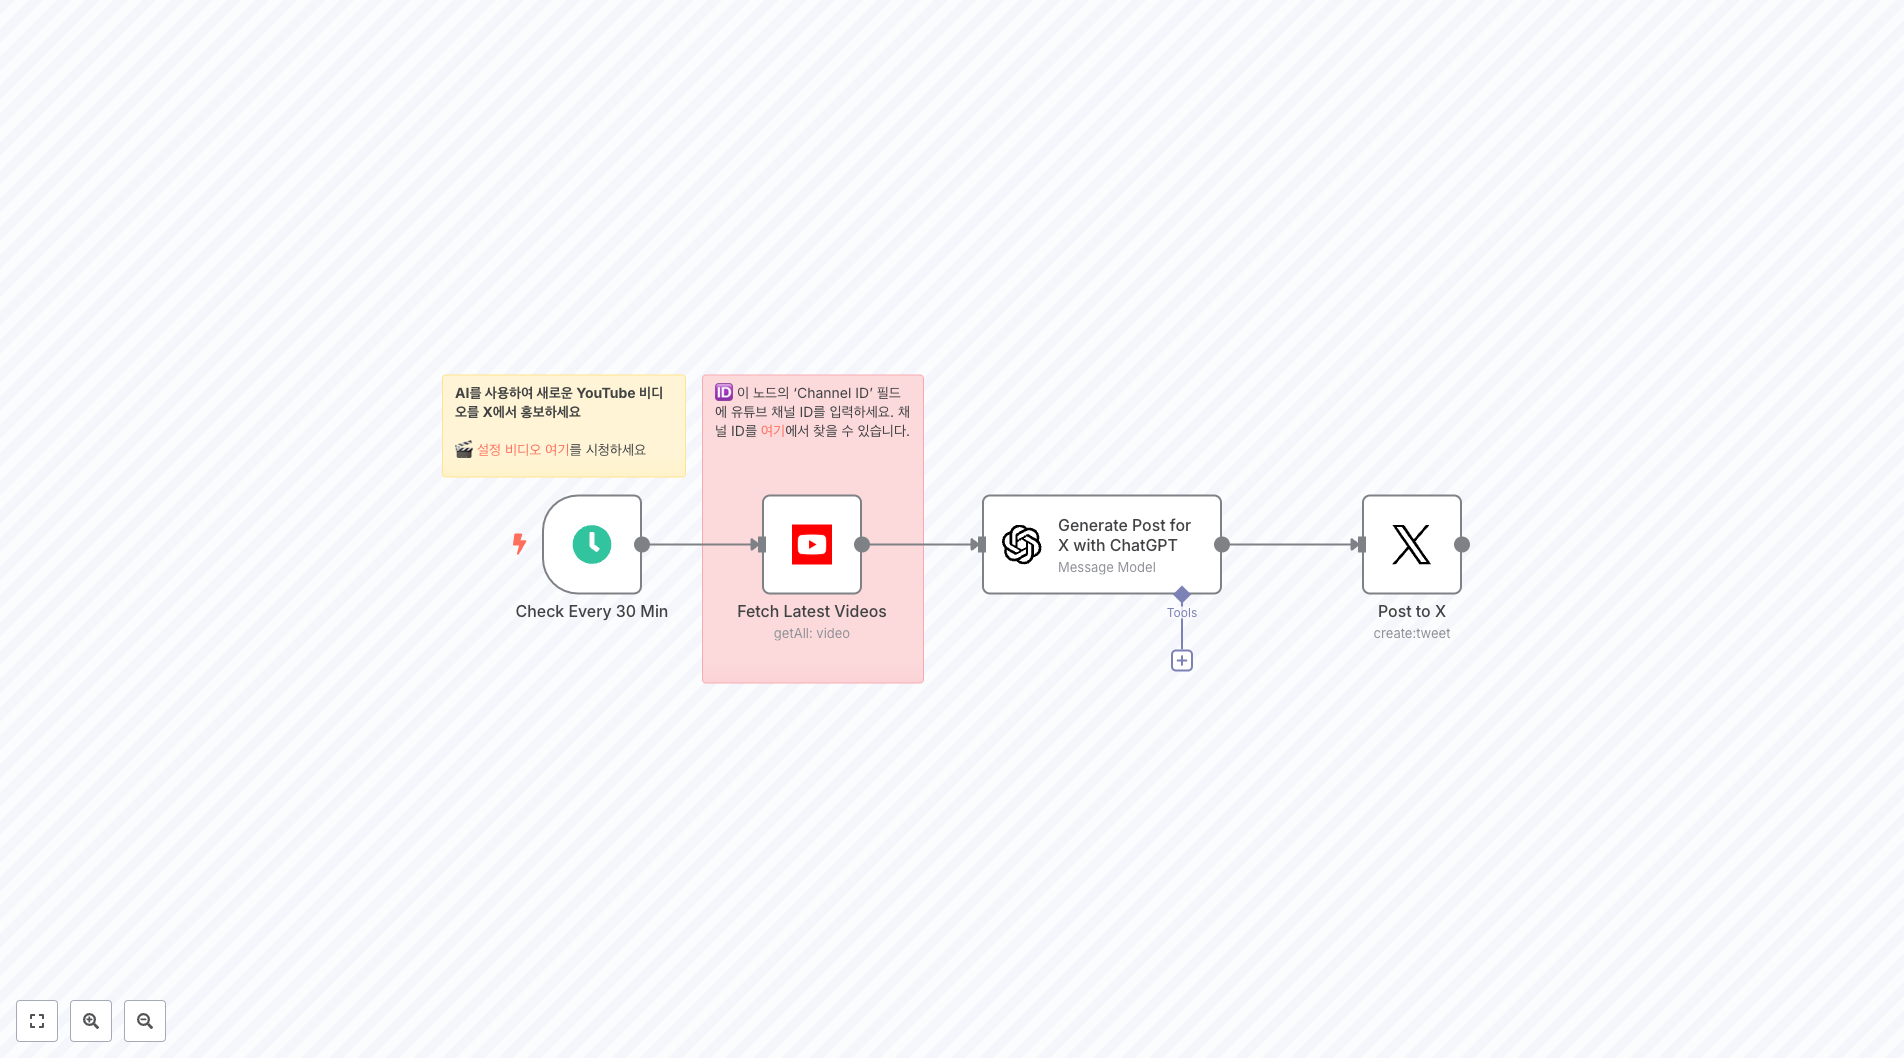 AI를 사용하여 새로운 YouTube 비디
오를 X에서 홍보하세요
🎬 설정 비디오 여기를 시청하세요
🆔 이 노드의 ‘Channel ID’ 필드
에 유튜브 채널 ID를 입력하세요. 채
널 ID를 여기에서 찾을 수 있습니다.
Check Every 30 Min
Fetch Latest Videos
getAll: video
Generate Post for
X with ChatGPT
Message Model
Tools
Post to X
create:tweet